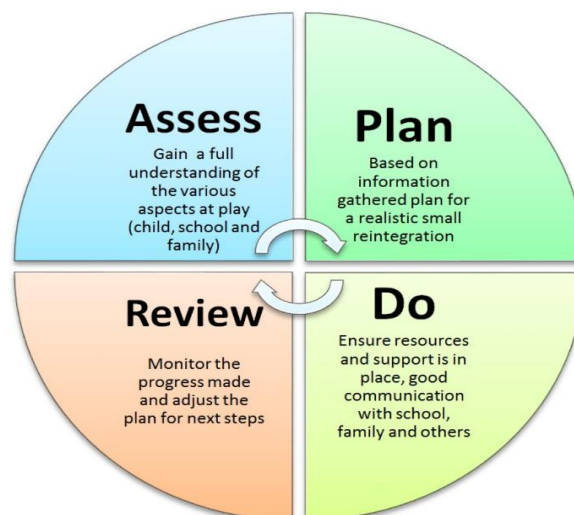 Assess
Gain a full
understanding of
the various
aspects at play
(child, school and
family)
Plan
Based on
information
gathered plan for
a realistic small
reintegration
Review
Monitor the
progress made
and adjust the
plan for next steps
Do
Ensure resources
and support is in
place, good
communication
with school,
family and others